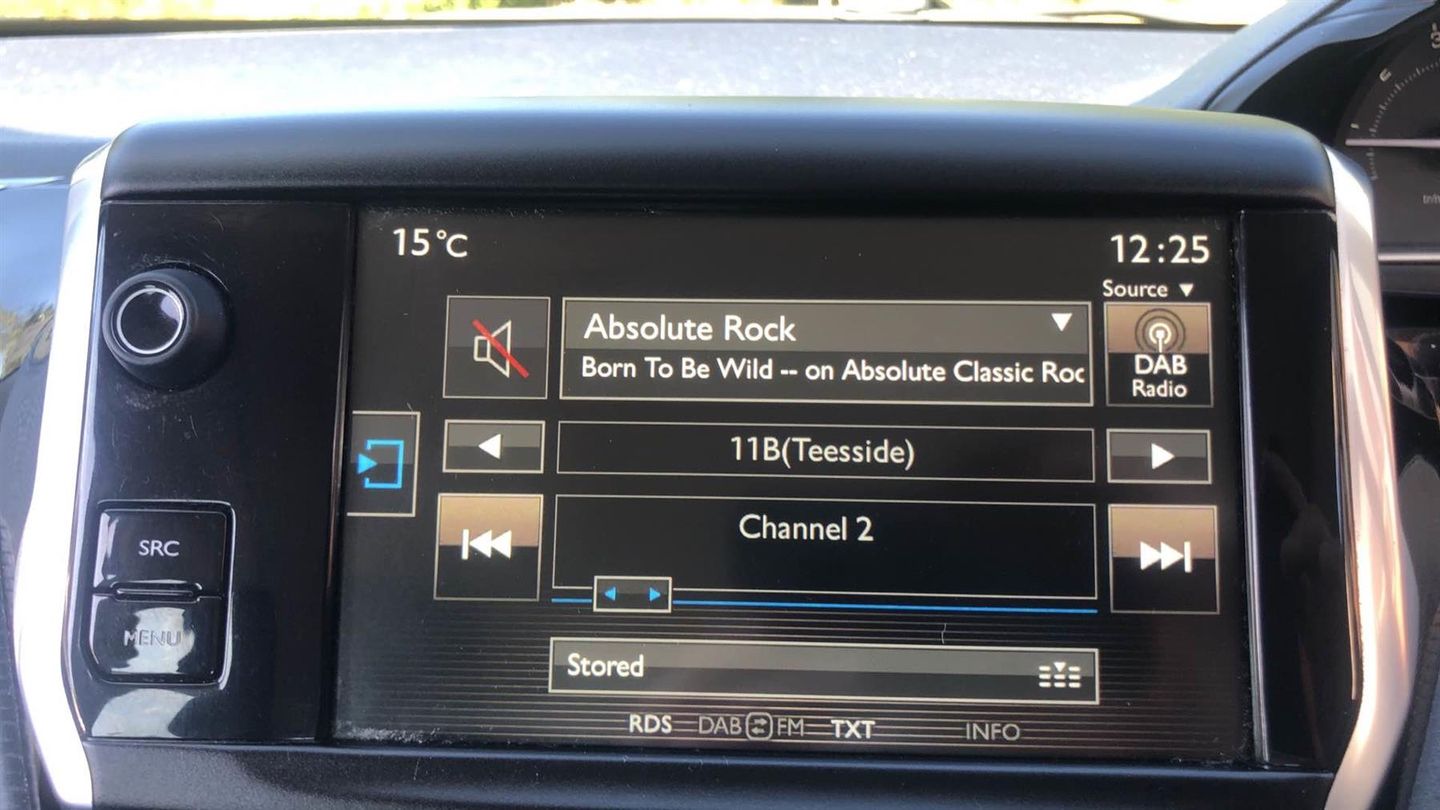 15°C
12:25
Source ▼
Absolute Rock
Born To Be Wild -- on Absolute Classic Roc
DAB
Radio
11B(Teesside)
SRC
Channel 2
MENU
Stored
RDS DAB FM TXT INFO